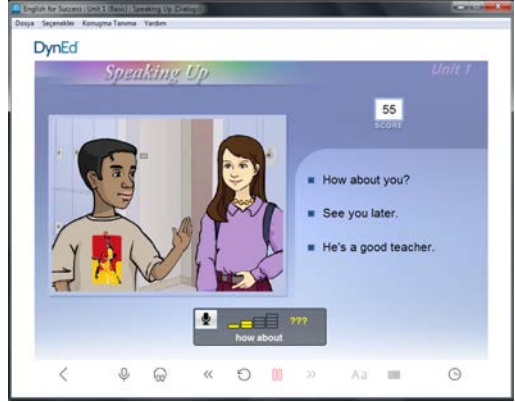 English for Success : Unit 1 (Basic) : Speaking Up (Dialog)
Dosya Seçenekler Konuşma Tanıma Yardım
DynEd
Speaking Up
Unit 1
55
SCORE
How about you?
See you later.
He's a good teacher.
???
how about
Aa